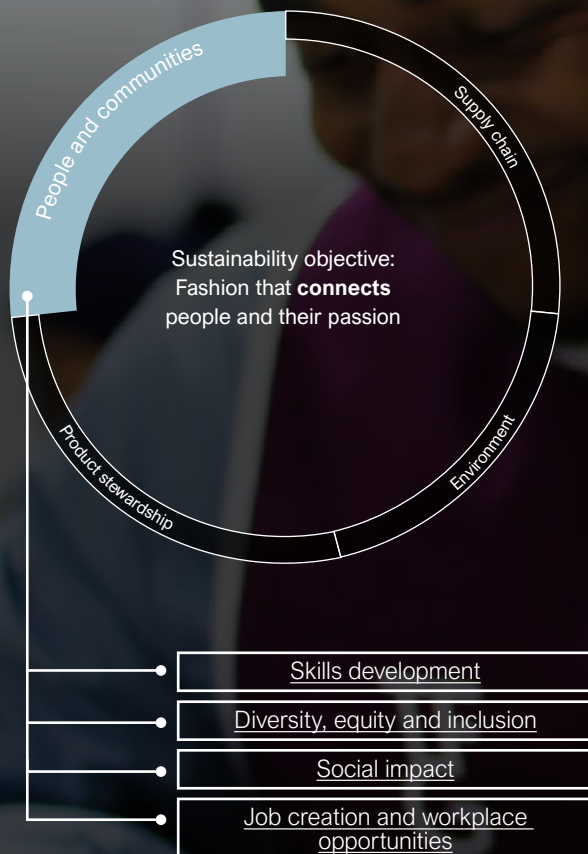 People and communities
Supply chain
Sustainability objective:
Fashion that connects
people and their passion
Product stewardship
Environment
Skills development
Diversity, equity and inclusion
Social impact
Job creation and workplace
opportunities